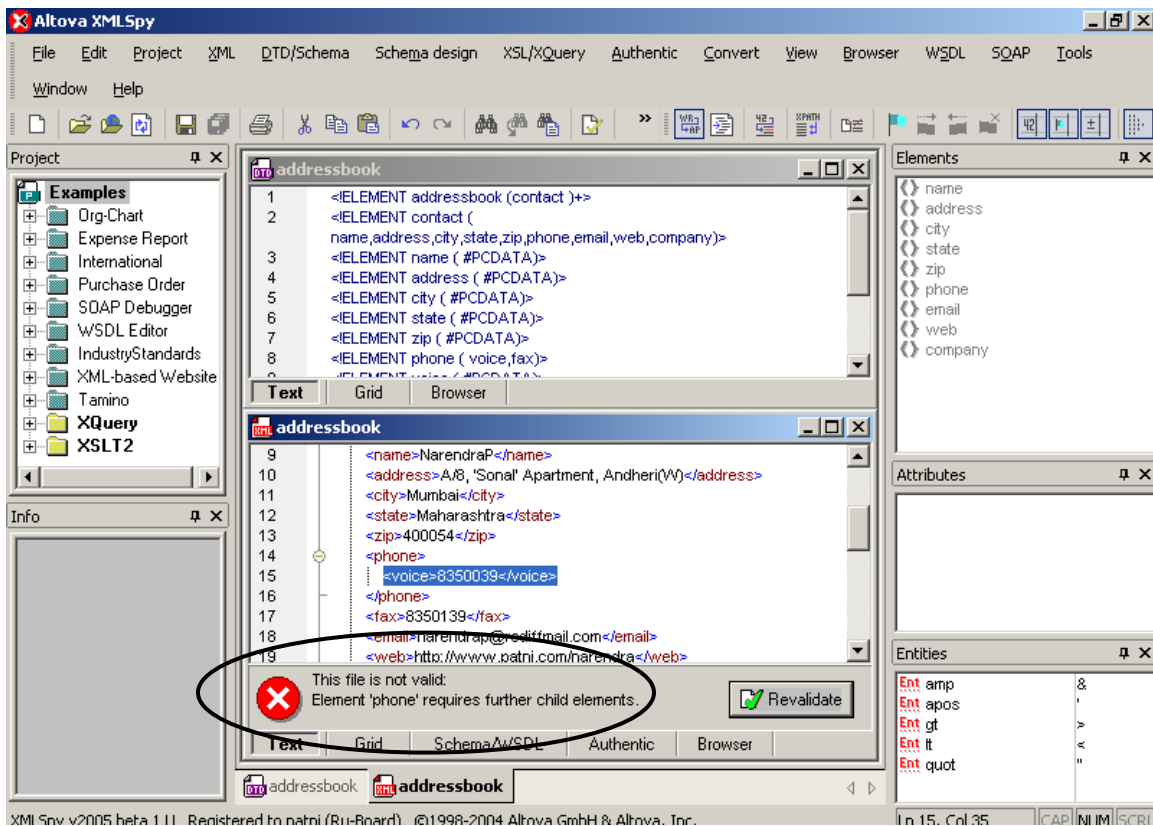 Altova XMLSpy
File Edit Project XML DTD/Schema Schema design XSL/XQuery Authentic Convert View Browser WSDL SOAP Tools
Window Help
Project
Examples
Org-Chart
Expense Report
International
Purchase Order
SOAP Debugger
WSDL Editor
IndustryStandards
XML-based Website
Tamino
XQuery
XSLT2
Info
addressbook
1 <!ELEMENT addressbook (contact )+>
2 <!ELEMENT contact (
name,address,city,state,zip,phone,email,web,company)>
3 <!ELEMENT name ( #PCDATA)>
4 <!ELEMENT address ( #PCDATA)>
5 <!ELEMENT city ( #PCDATA)>
6 <!ELEMENT state ( #PCDATA)>
7 <!ELEMENT zip ( #PCDATA)>
8 <!ELEMENT phone ( voice,fax)>
Text Grid Browser
addressbook
9 <name>NarendraP</name>
10 <address>A/8, 'Sonal' Apartment, Andheri(W)</address>
11 <city>Mumbai</city>
12 <state>Maharashtra</state>
13 <zip>400054</zip>
14 <phone>
15 <voice>8350039</voice>
16 </phone>
17 <fax>8350139</fax>
18 <email>narendrap@rediffmail.com</email>
19 <web>http://www.patni.com/narendra</web>
This file is not valid:
Element 'phone' requires further child elements.
Revalidate
Text Grid Schema/WSDL Authentic Browser
addressbook addressbook
Elements
name
address
city
state
zip
phone
email
web
company
Attributes
Entities
Ent amp &
Ent apos '
Ent gt >
Ent lt <
Ent quot "
XMLSpy v2005 beta 1 U Registered to patni (Ru-Board) ©1998-2004 Altova GmbH & Altova, Inc. Ln 15, Col 35 CAP NUM SCRL